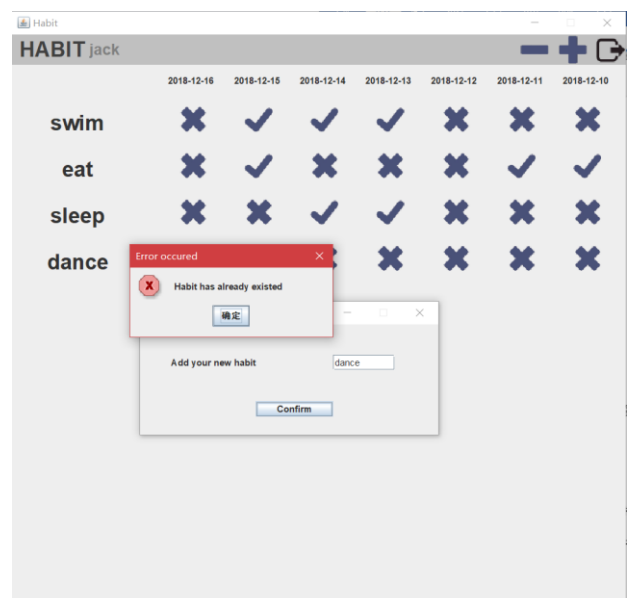 Habit
HABIT jack
2018-12-16 2018-12-15 2018-12-14 2018-12-13 2018-12-12 2018-12-11 2018-12-10
swim
eat
sleep
dance
Error occured
Habit has already existed
确定
Add your new habit dance
Confirm